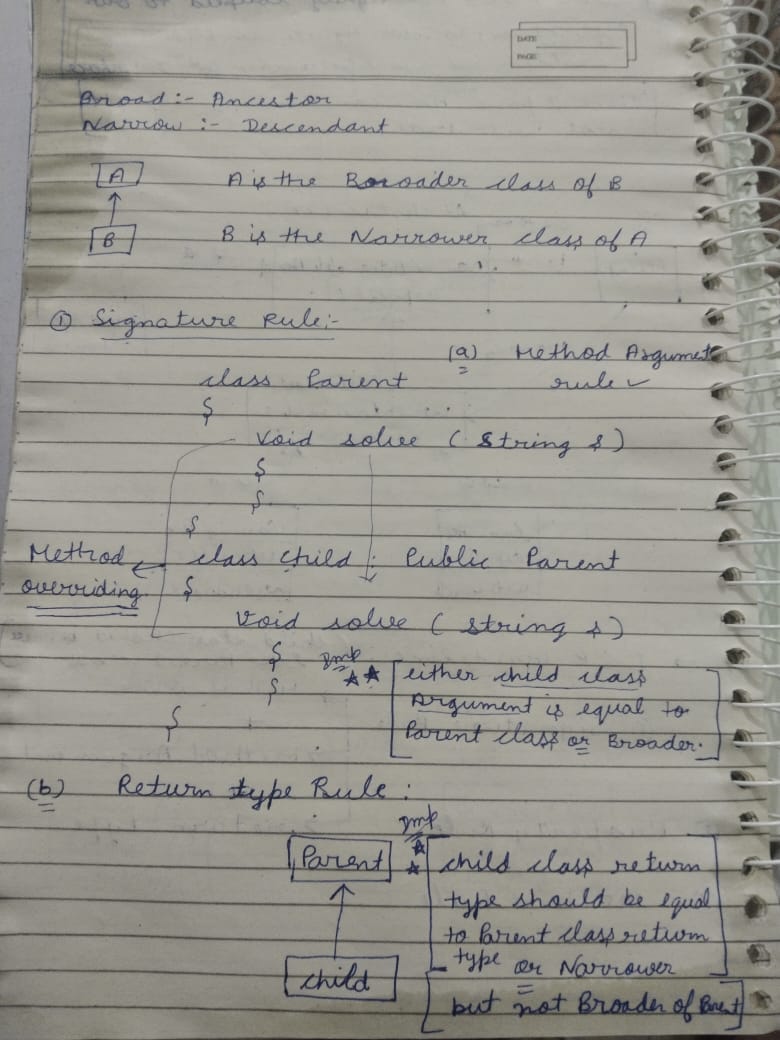 DATE
PAGE
Broad :- Ancestor
Narrow :- Descendant
A
A is the Broader class of B
B
B is the Narrower class of A
① Signature Rule:-
(a) Method Argument
rule ✓
class Parent
{
void solve ( string s )
{
}
}
class child : Public Parent
Method
overriding.
{
void solve ( string s )
{
}
}
Imp
★★
[either child class
Argument is equal to
Parent class or Broader.]
(b) Return type Rule :
Parent
child
Imp
★
★
[child class return
type should be equal
to Parent class return
type or Narrower
but not Broader of Parent]